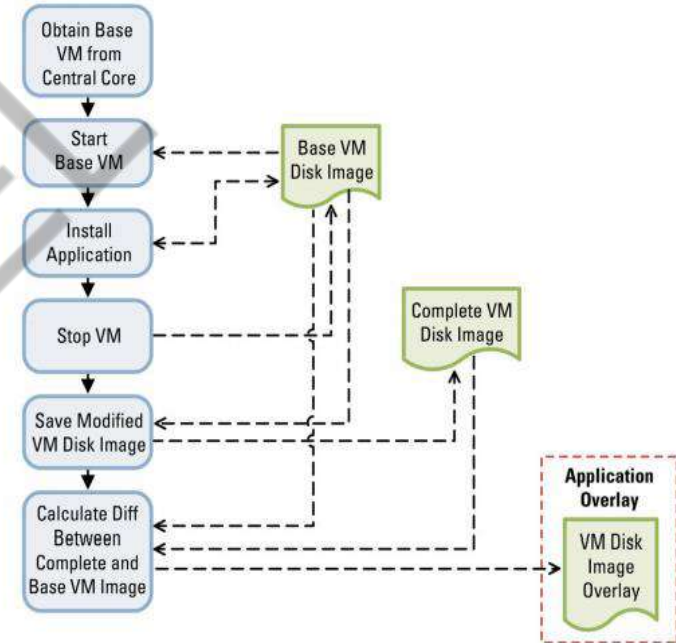 Obtain Base
VM from
Central Core
Start
Base VM
Base VM
Disk Image
Install
Application
Complete VM
Disk Image
Stop VM
Save Modified
VM Disk Image
Application
Overlay
Calculate Diff
Between
Complete and
Base VM Image
VM Disk
Image
Overlay